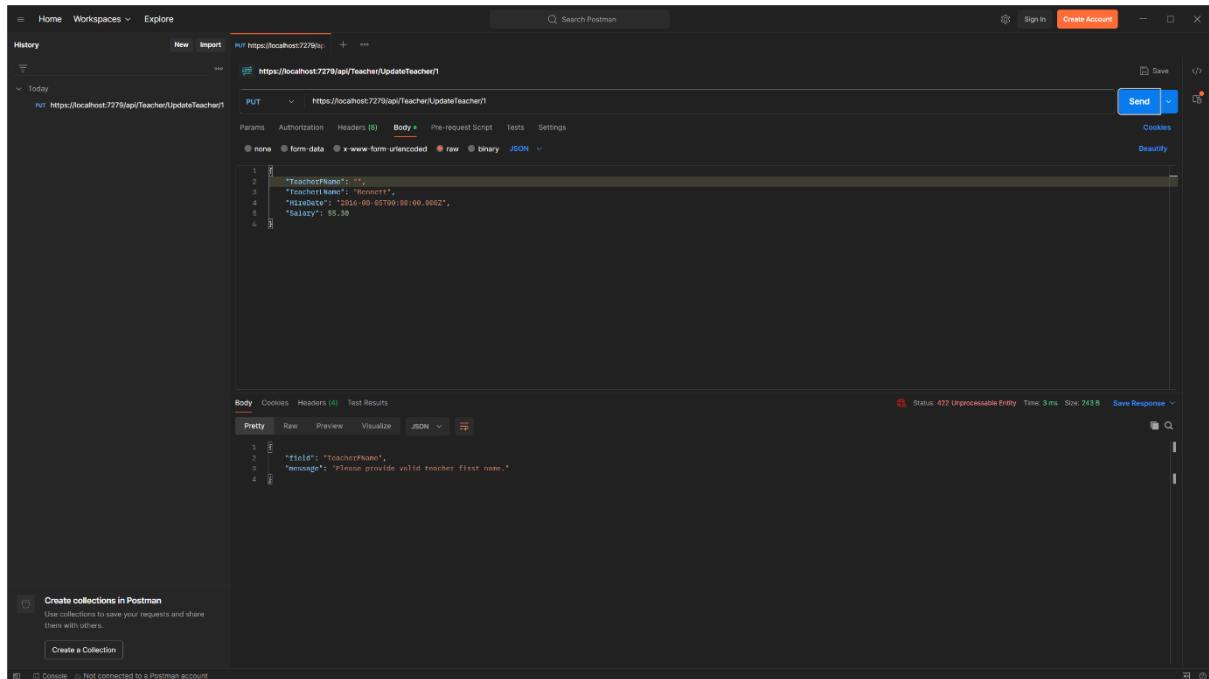 Home Workspaces Explore Search Postman Sign In Create Account
History New Import PUT https://localhost:7279/ap
https://localhost:7279/api/Teacher/UpdateTeacher/1 Save
Today
PUT https://localhost:7279/api/Teacher/UpdateTeacher/1
PUT https://localhost:7279/api/Teacher/UpdateTeacher/1 Send
Params Authorization Headers (8) Body Pre-request Script Tests Settings Cookies
none form-data x-www-form-urlencoded raw binary JSON Beautify
1 {
2 "TeacherFName": "",
3 "TeacherLName": "Bennett",
4 "HireDate": "2016-08-05T00:00:00.000Z",
5 "Salary": 55.30
6 }
Body Cookies Headers (4) Test Results Status: 422 Unprocessable Entity Time: 3 ms Size: 243 B Save Response
Pretty Raw Preview Visualize JSON
1 {
2 "field": "TeacherFName",
3 "message": "Please provide valid teacher first name."
4 }
Create collections in Postman
Use collections to save your requests and share
them with others.
Create a Collection
Console Not connected to a Postman account